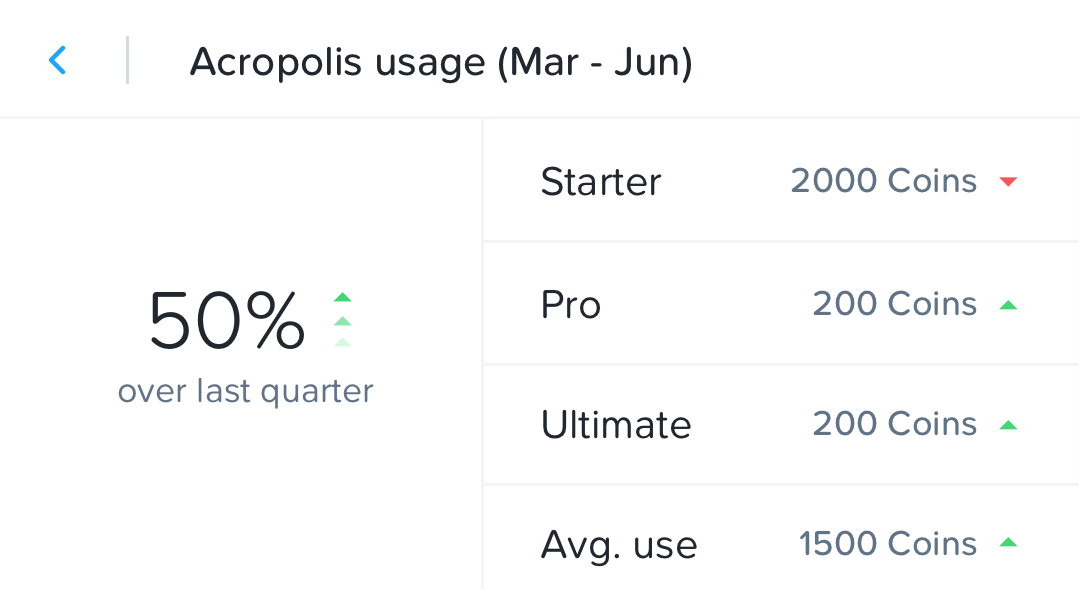 Acropolis usage (Mar - Jun)
50%
over last quarter
Starter 2000 Coins
Pro 200 Coins
Ultimate 200 Coins
Avg. use 1500 Coins